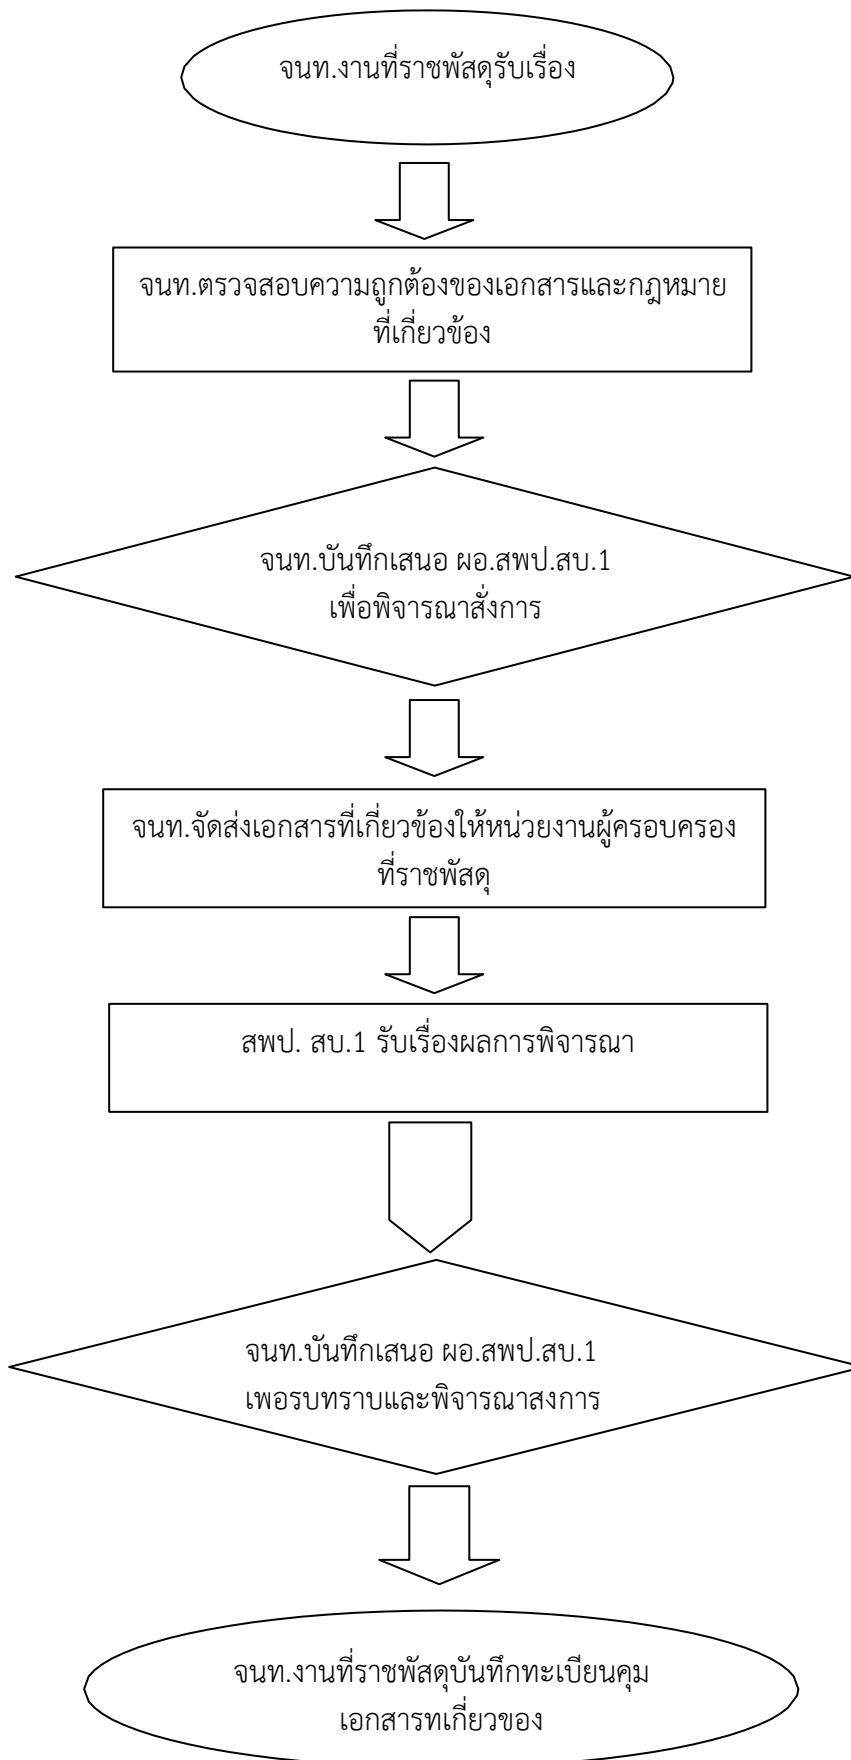 จนท.งานที่ราชพัสดุรับเรื่อง
จนท.ตรวจสอบความถูกต้องของเอกสารและกฎหมาย
ที่เกี่ยวข้อง
จนท.บันทึกเสนอ ผอ.สพป.สบ.1
เพื่อพิจารณาสั่งการ
จนท.จัดส่งเอกสารที่เกี่ยวข้องให้หน่วยงานผู้ครอบครอง
ที่ราชพัสดุ
สพป. สบ.1 รับเรื่องผลการพิจารณา
จนท.บันทึกเสนอ ผอ.สพป.สบ.1
เพอรบทราบและพิจารณาสงการ
จนท.งานที่ราชพัสดุบันทึกทะเบียนคุม
เอกสารทเกี่ยวของ